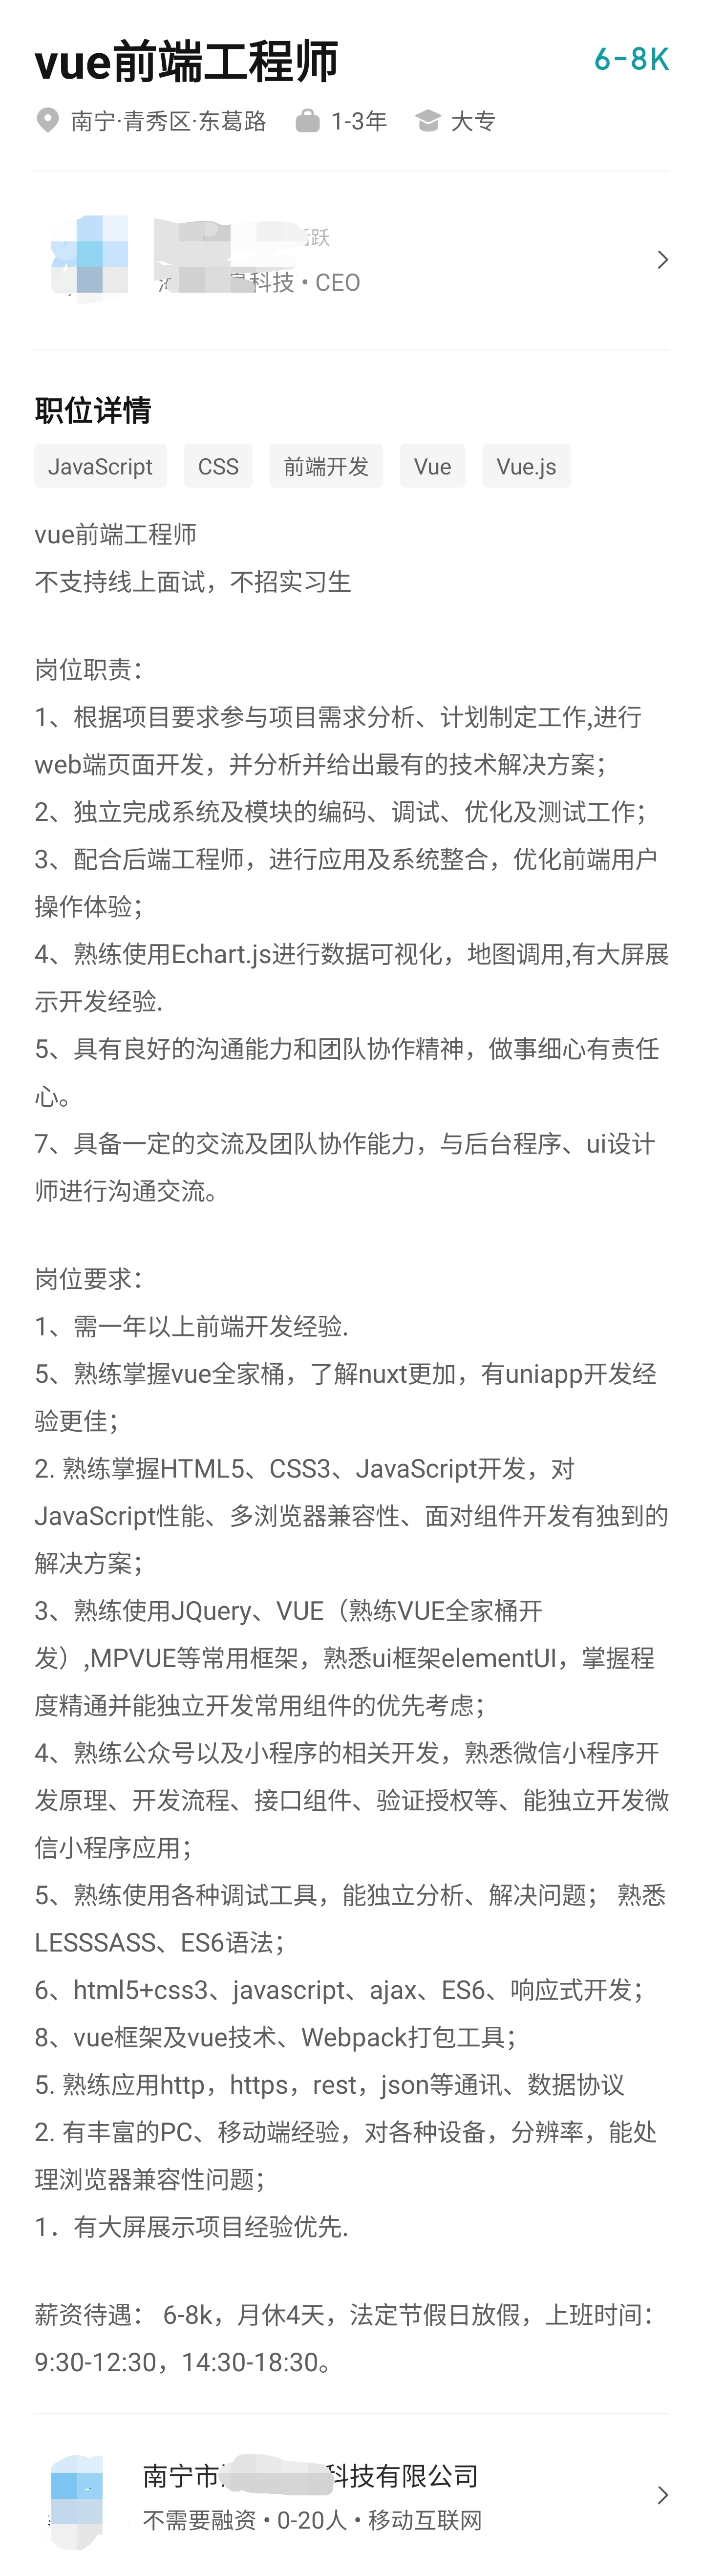 vue前端工程师
6-8K
南宁·青秀区·东葛路 1-3年 大专
跃
科技 • CEO
职位详情
JavaScript CSS 前端开发 Vue Vue.js
vue前端工程师
不支持线上面试，不招实习生
岗位职责：
1、根据项目要求参与项目需求分析、计划制定工作,进行
web端页面开发，并分析并给出最有的技术解决方案；
2、独立完成系统及模块的编码、调试、优化及测试工作；
3、配合后端工程师，进行应用及系统整合，优化前端用户
操作体验；
4、熟练使用Echart.js进行数据可视化，地图调用,有大屏展
示开发经验.
5、具有良好的沟通能力和团队协作精神，做事细心有责任
心。
7、具备一定的交流及团队协作能力，与后台程序、ui设计
师进行沟通交流。
岗位要求：
1、需一年以上前端开发经验.
5、熟练掌握vue全家桶，了解nuxt更加，有uniapp开发经
验更佳；
2. 熟练掌握HTML5、CSS3、JavaScript开发，对
JavaScript性能、多浏览器兼容性、面对组件开发有独到的
解决方案；
3、熟练使用JQuery、VUE（熟练VUE全家桶开
发）,MPVUE等常用框架，熟悉ui框架elementUI，掌握程
度精通并能独立开发常用组件的优先考虑；
4、熟练公众号以及小程序的相关开发，熟悉微信小程序开
发原理、开发流程、接口组件、验证授权等、能独立开发微
信小程序应用；
5、熟练使用各种调试工具，能独立分析、解决问题； 熟悉
LESSSASS、ES6语法；
6、html5+css3、javascript、ajax、ES6、响应式开发；
8、vue框架及vue技术、Webpack打包工具；
5. 熟练应用http，https，rest，json等通讯、数据协议
2. 有丰富的PC、移动端经验，对各种设备，分辨率，能处
理浏览器兼容性问题；
1．有大屏展示项目经验优先.
薪资待遇： 6-8k，月休4天，法定节假日放假，上班时间：
9:30-12:30，14:30-18:30。
南宁市 科技有限公司
不需要融资 • 0-20人 • 移动互联网